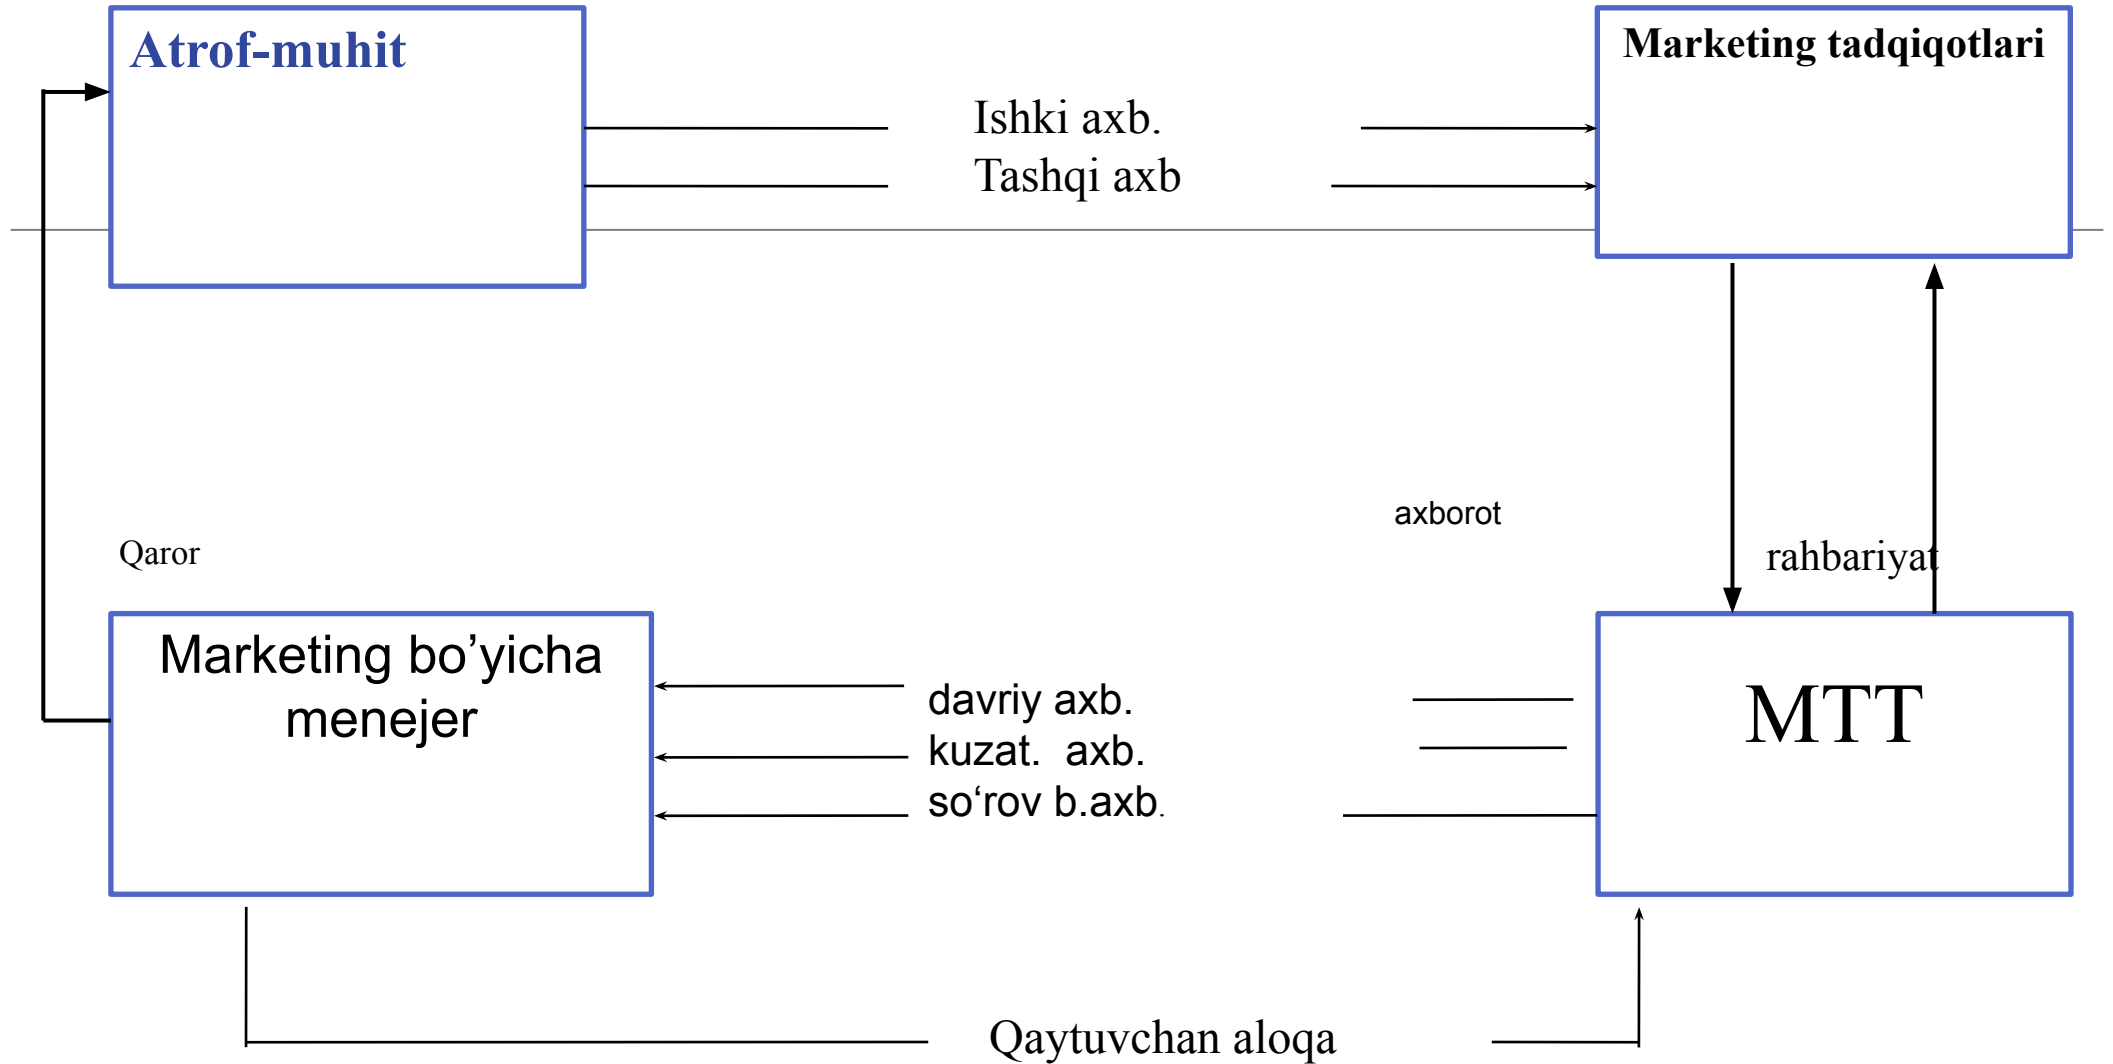 Atrof-muhit
Marketing tadqiqotlari
Ishki axb.
Tashqi axb
axborot
Qaror
rahbariyat
Marketing bo’yicha
menejer
davriy axb.
kuzat.  axb.
so‘rov b.axb.
MTT
Qaytuvchan aloqa